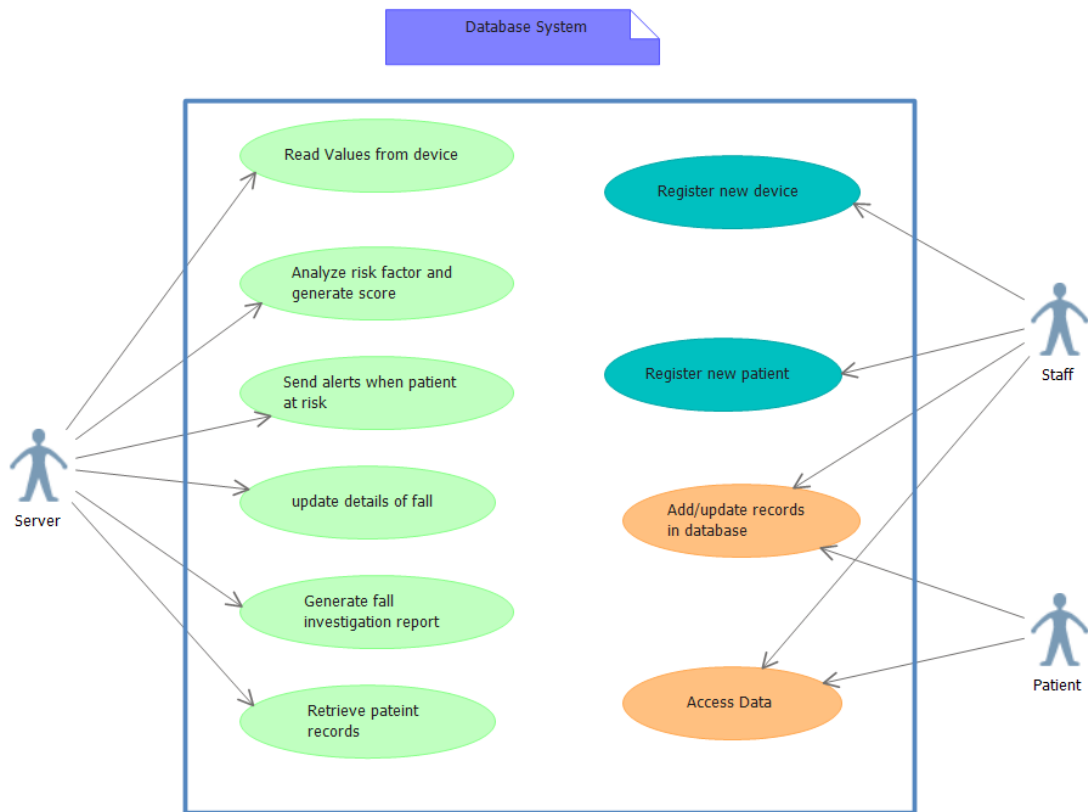 Database System
Read Values from device
Analyze risk factor and
generate score
Send alerts when patient
at risk
update details of fall
Generate fall
investigation report
Retrieve pateint
records
Server
Register new device
Register new patient
Add/update records
in database
Access Data
Staff
Patient